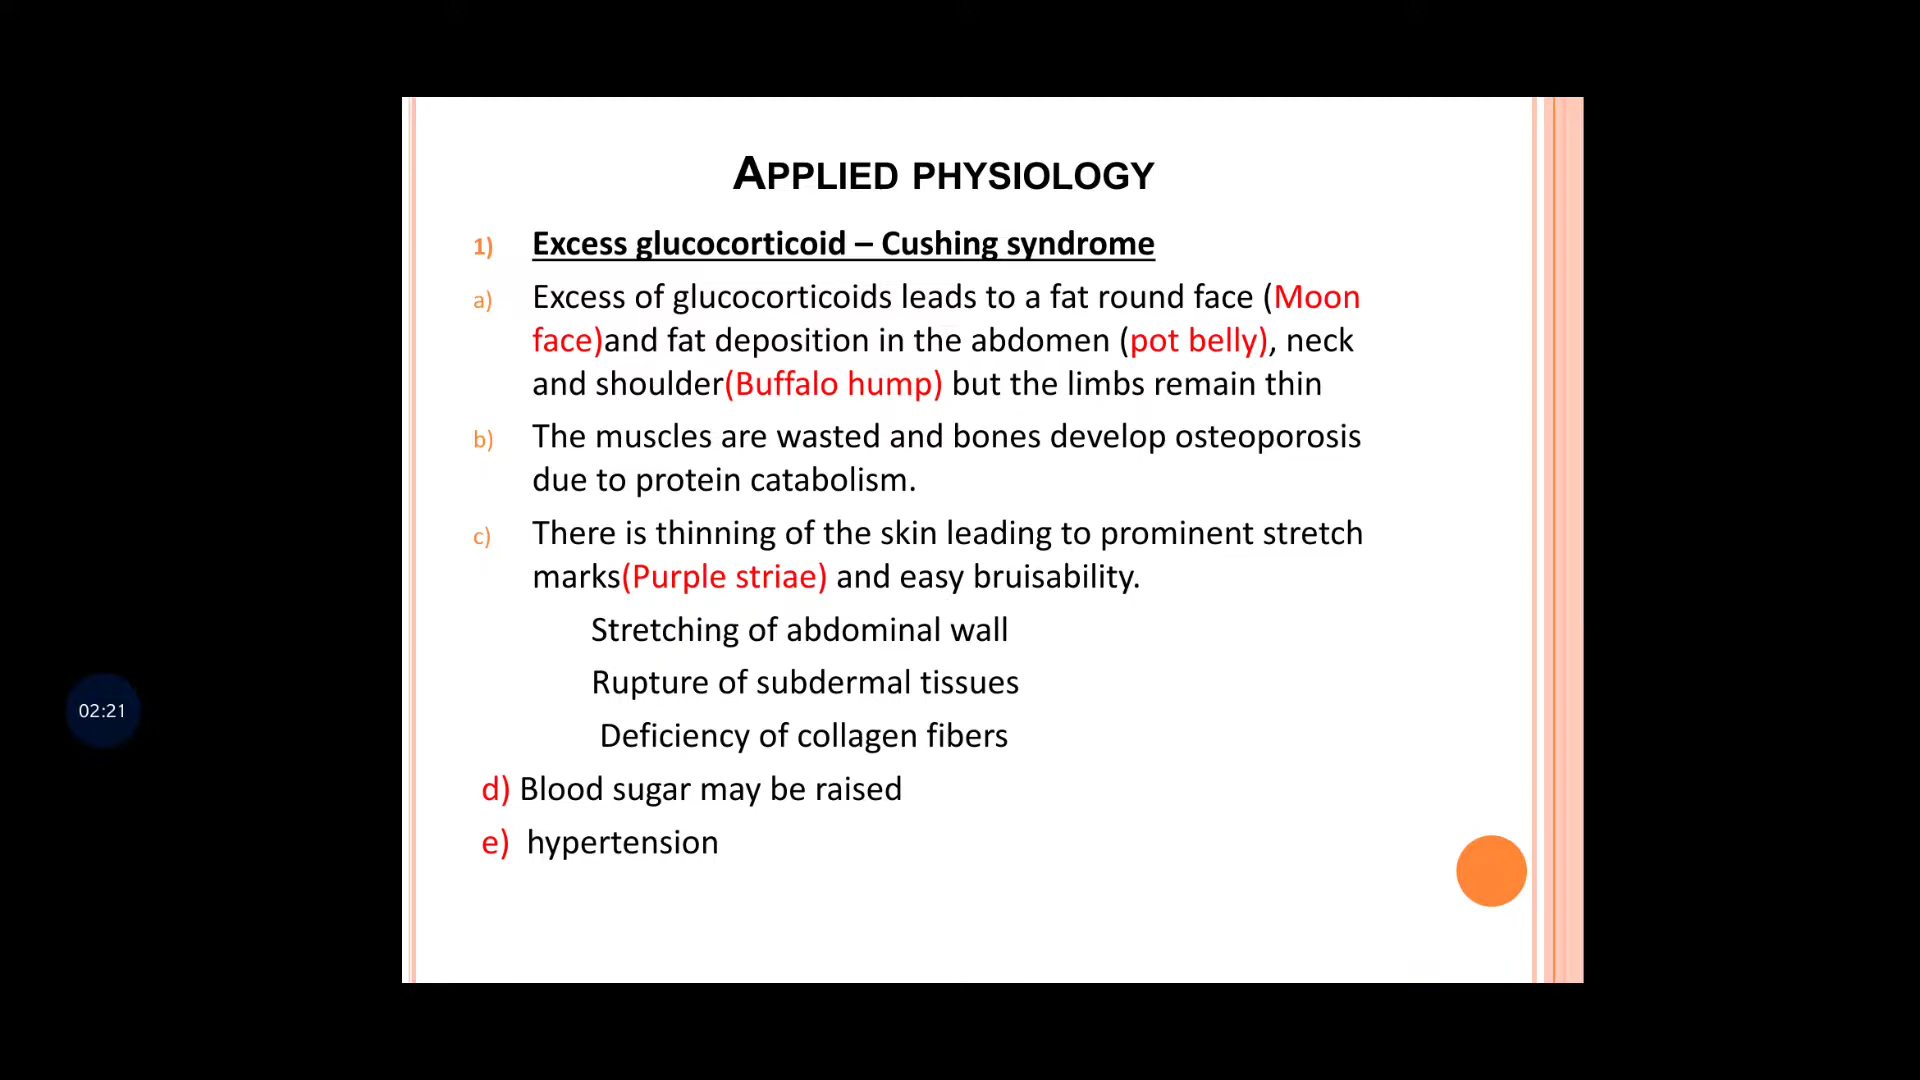 APPLIED PHYSIOLOGY
1) Excess glucocorticoid – Cushing syndrome
a) Excess of glucocorticoids leads to a fat round face (Moon
face)and fat deposition in the abdomen (pot belly), neck
and shoulder(Buffalo hump) but the limbs remain thin
b) The muscles are wasted and bones develop osteoporosis
due to protein catabolism.
c) There is thinning of the skin leading to prominent stretch
marks(Purple striae) and easy bruisability.
Stretching of abdominal wall
Rupture of subdermal tissues
02:21
Deficiency of collagen fibers
d) Blood sugar may be raised
e) hypertension